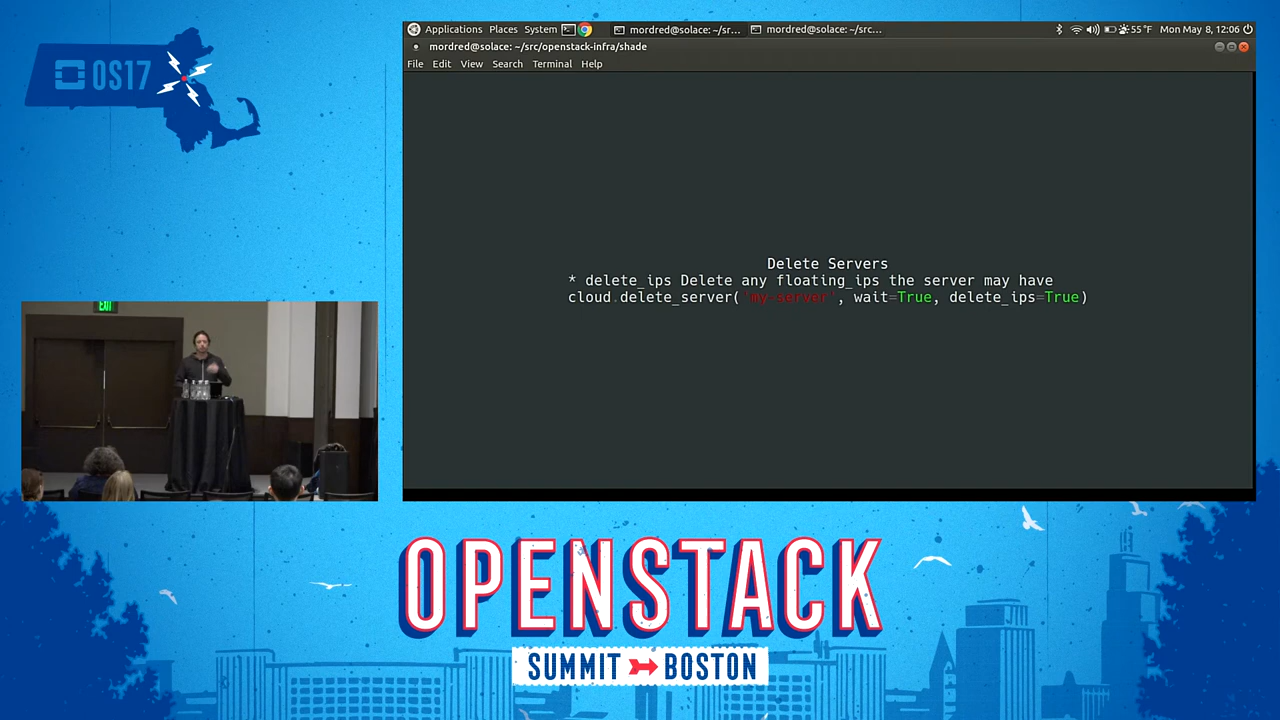 OS17
Applications Places System mordred@solace: ~/sr... mordred@solace: ~/src... 55 °F Mon May 8, 12:06
mordred@solace: ~/src/openstack-infra/shade
File Edit View Search Terminal Help
Delete Servers
* delete_ips Delete any floating_ips the server may have
cloud.delete_server('my-server', wait=True, delete_ips=True)
EXIT
OPENSTACK
SUMMIT BOSTON